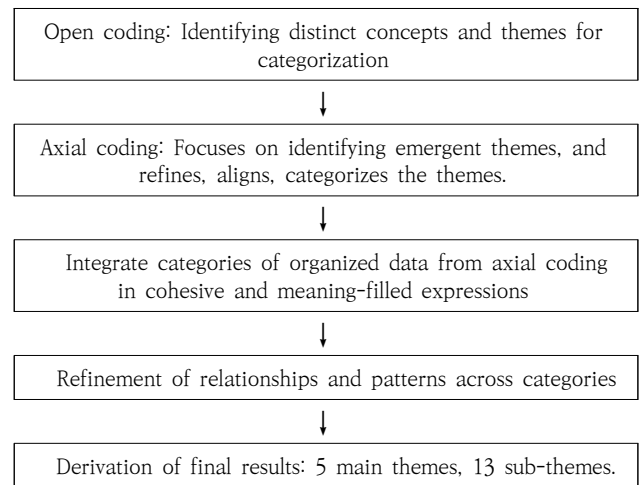 Open coding: Identifying distinct concepts and themes for
categorization
Axial coding: Focuses on identifying emergent themes, and
refines, aligns, categorizes the themes.
Integrate categories of organized data from axial coding
in cohesive and meaning-filled expressions
Refinement of relationships and patterns across categories
Derivation of final results: 5 main themes, 13 sub-themes.